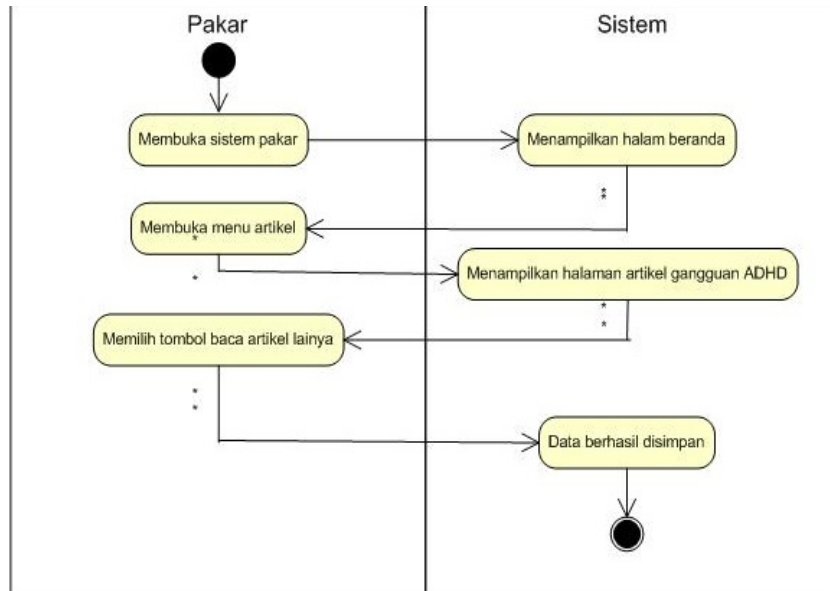 Pakar
Sistem
Membuka sistem pakar
Menampilkan halam beranda
*
*
Membuka menu artikel
*
*
Menampilkan halaman artikel gangguan ADHD
*
*
Memilih tombol baca artikel lainya
*
*
Data berhasil disimpan